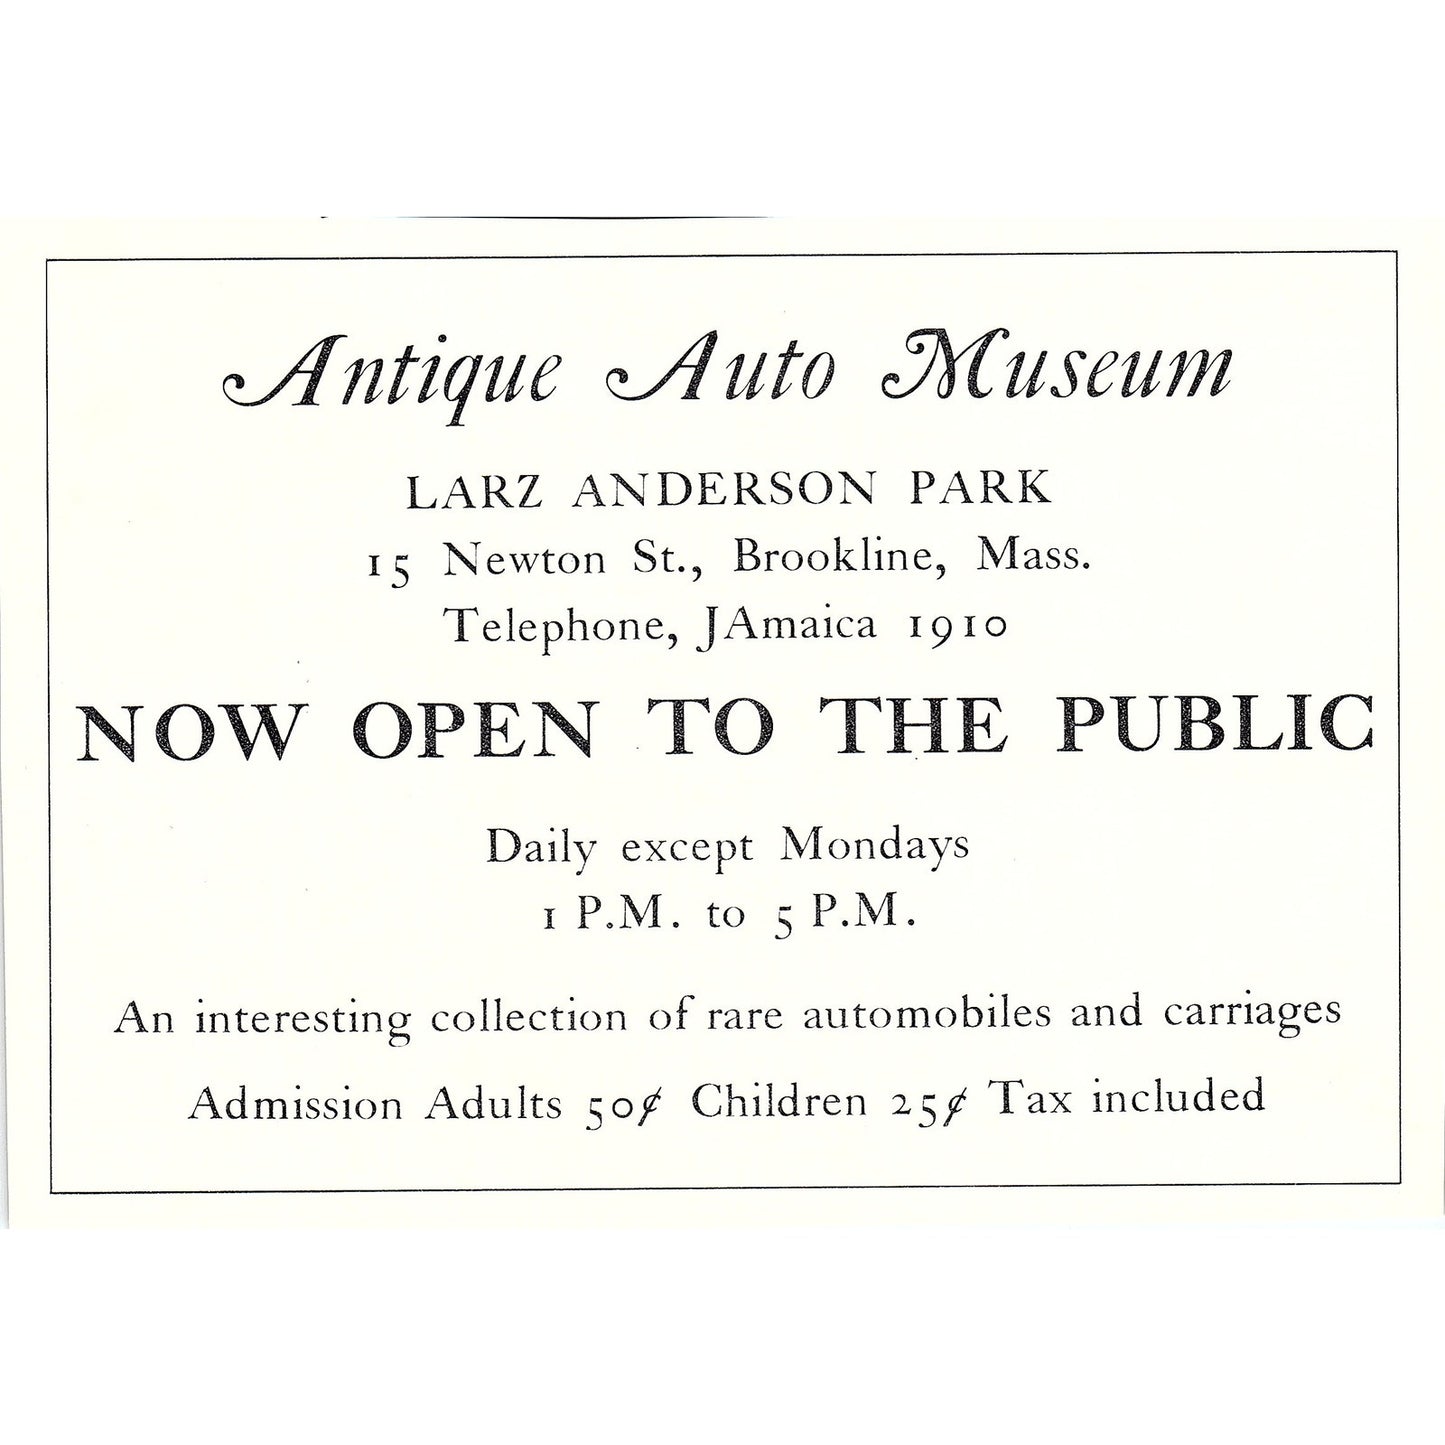 Antique Auto Museum
LARZ ANDERSON PARK
15 Newton St., Brookline, Mass.
Telephone, JAmaica 1910
NOW OPEN TO THE PUBLIC
Daily except Mondays
1 P.M. to 5 P.M.
An interesting collection of rare automobiles and carriages
Admission Adults 50¢ Children 25¢ Tax included